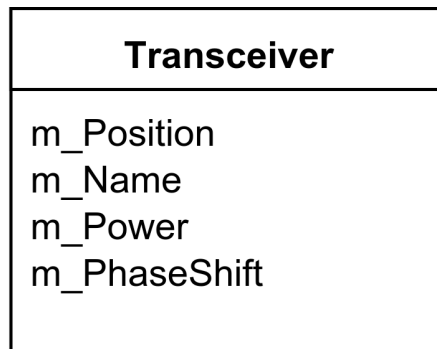 Transceiver
m_Position
m_Name
m_Power
m_PhaseShift